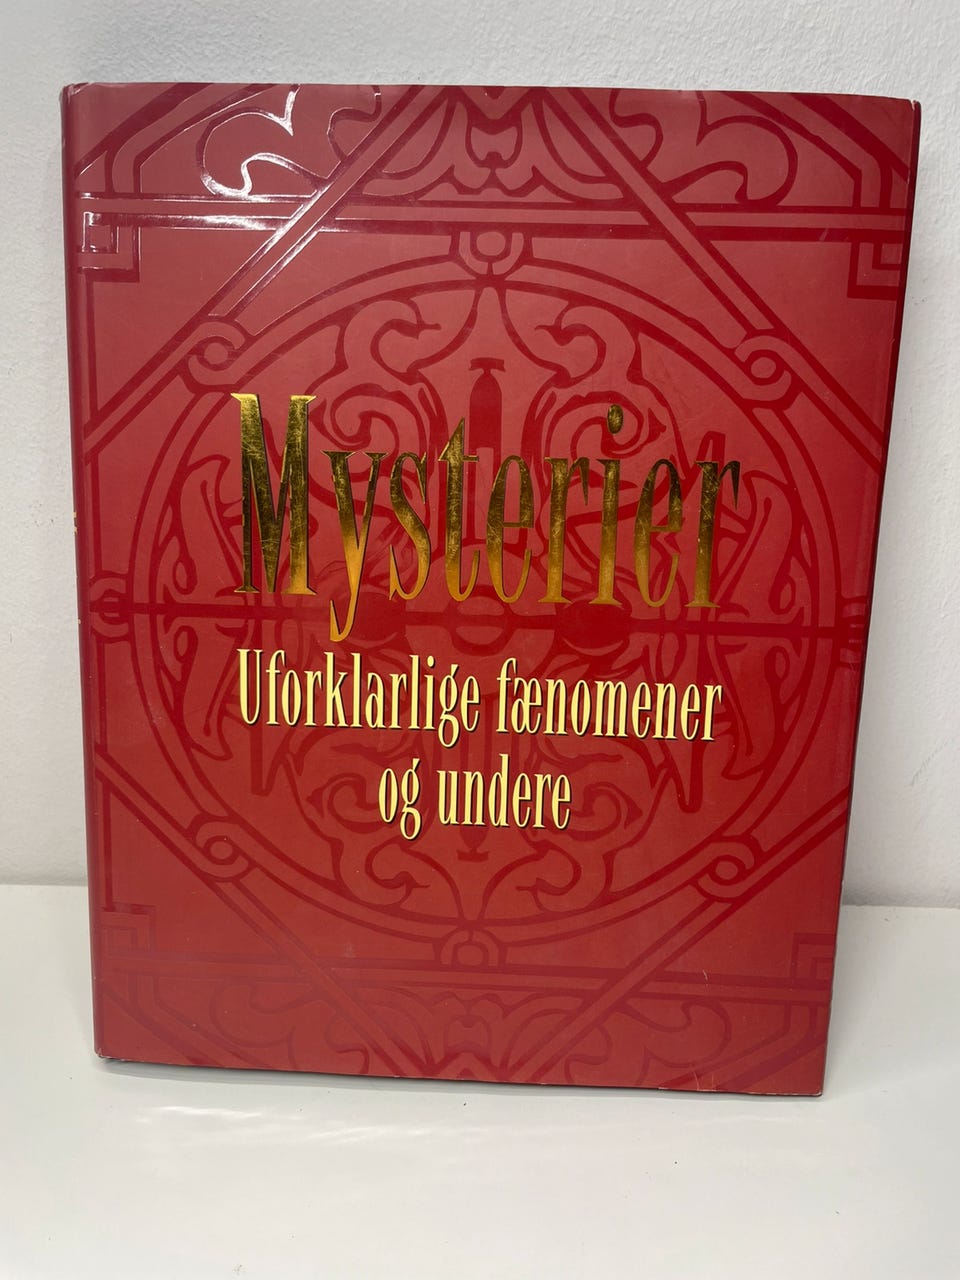 Mysterier
Uforklarlige fænomener
og undere